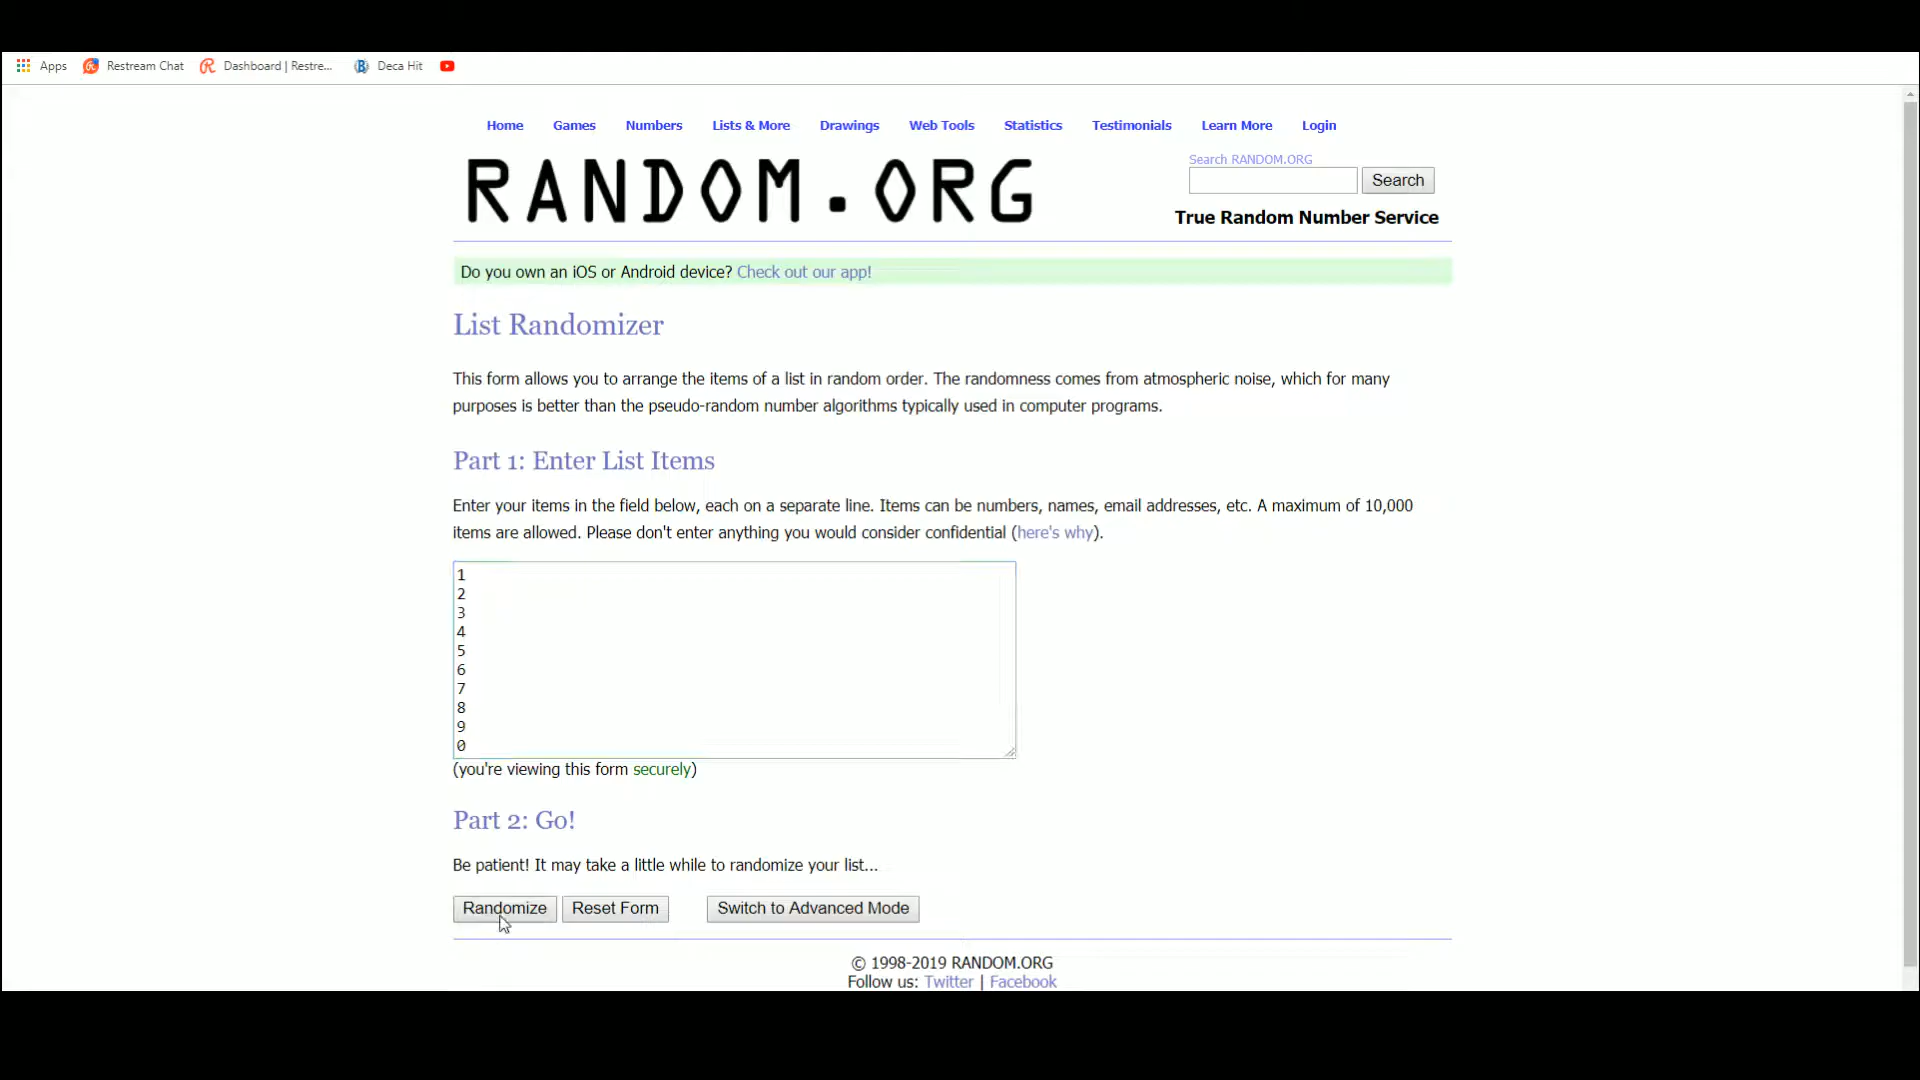 Apps Restream Chat Dashboard | Restre... Deca Hit
Home Games Numbers Lists & More Drawings Web Tools Statistics Testimonials Learn More Login
RANDOM.ORG
Search RANDOM.ORG
Search
True Random Number Service
Do you own an iOS or Android device? Check out our app!
List Randomizer
This form allows you to arrange the items of a list in random order. The randomness comes from atmospheric noise, which for many
purposes is better than the pseudo-random number algorithms typically used in computer programs.
Part 1: Enter List Items
Enter your items in the field below, each on a separate line. Items can be numbers, names, email addresses, etc. A maximum of 10,000
items are allowed. Please don't enter anything you would consider confidential (here's why).
1
2
3
4
5
6
7
8
9
0
(you're viewing this form securely)
Part 2: Go!
Be patient! It may take a little while to randomize your list...
Randomize Reset Form Switch to Advanced Mode
© 1998-2019 RANDOM.ORG
Follow us: Twitter | Facebook